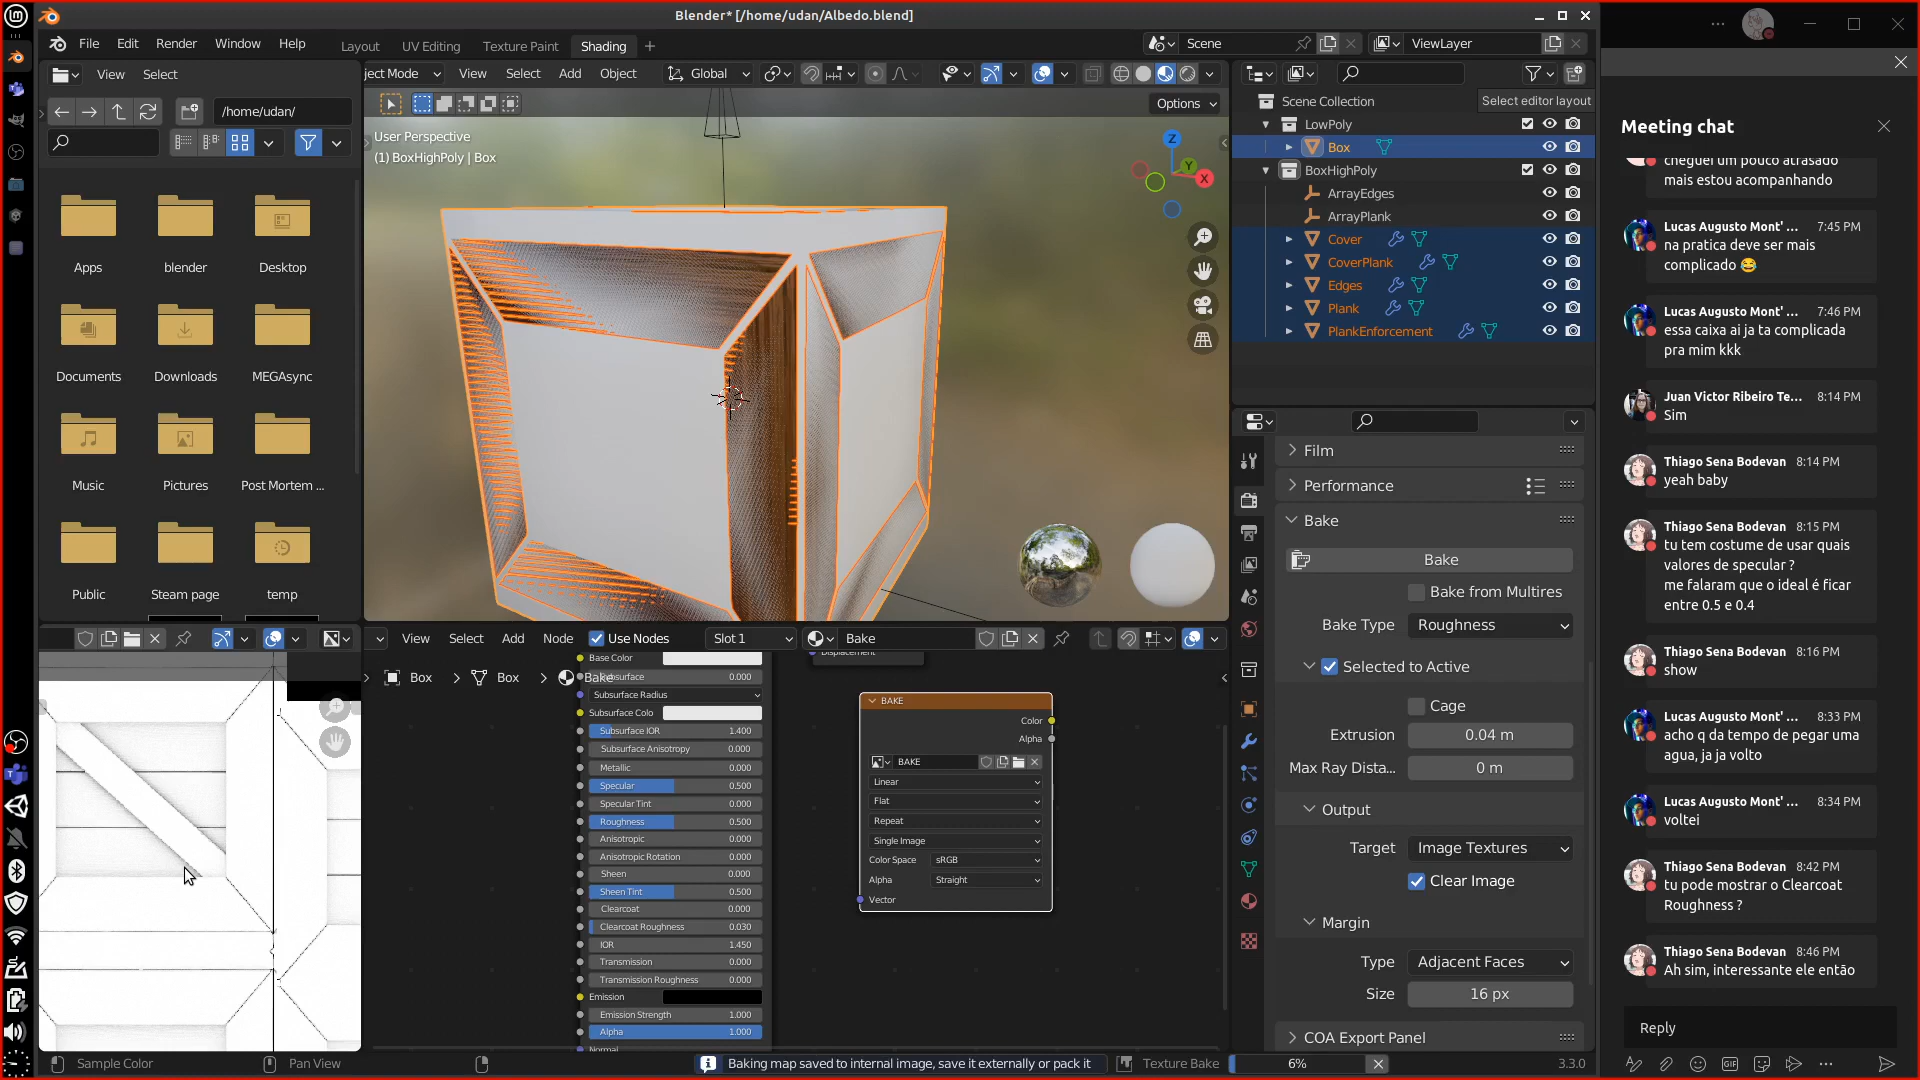 Blender* [/home/udan/Albedo.blend]
File Edit Render Window Help
Layout UV Editing Texture Paint Shading
Scene
ViewLayer
View Select
/home/udan/
Apps blender Desktop
Documents Downloads MEGAsync
Music Pictures Post Mortem ...
Public Steam page temp
ject Mode View Select Add Object Global
Options
User Perspective
(1) BoxHighPoly | Box
Z
Y
X
Scene Collection
Select editor layout
LowPoly
Box
BoxHighPoly
ArrayEdges
ArrayPlank
Cover
CoverPlank
Edges
Plank
PlankEnforcement
Film
Performance
Bake
Bake
Bake from Multires
Bake Type Roughness
Selected to Active
Cage
Extrusion 0.04 m
Max Ray Dista... 0 m
Output
Target Image Textures
Clear Image
Margin
Type Adjacent Faces
Size 16 px
COA Export Panel
View Select Add Node Use Nodes Slot 1 Bake
Box Box Bake
Displacement
Base Color
Subsurface 0.000
Subsurface Radius
Subsurface Colo
Subsurface IOR 1.400
Subsurface Anisotropy 0.000
Metallic 0.000
Specular 0.500
Specular Tint 0.000
Roughness 0.500
Anisotropic 0.000
Anisotropic Rotation 0.000
Sheen 0.000
Sheen Tint 0.500
Clearcoat 0.000
Clearcoat Roughness 0.030
IOR 1.450
Transmission 0.000
Transmission Roughness 0.000
Emission
Emission Strength 1.000
Alpha 1.000
Normal
BAKE
Color
Alpha
BAKE
Linear
Flat
Repeat
Single Image
Color Space sRGB
Alpha Straight
Vector
Sample Color
Pan View
Baking map saved to internal image, save it externally or pack it
Texture Bake 6%
3.3.0
Meeting chat
cheguei um pouco atrasado
mais estou acompanhando
Lucas Augusto Mont' ... 7:45 PM
na pratica deve ser mais
complicado 😂
Lucas Augusto Mont' ... 7:46 PM
essa caixa ai ja ta complicada
pra mim kkk
Juan Victor Ribeiro Te... 8:14 PM
Sim
Thiago Sena Bodevan 8:14 PM
yeah baby
Thiago Sena Bodevan 8:15 PM
tu tem costume de usar quais
valores de specular ?
me falaram que o ideal é ficar
entre 0.5 e 0.4
Thiago Sena Bodevan 8:16 PM
show
Lucas Augusto Mont' ... 8:33 PM
acho q da tempo de pegar uma
agua, ja ja volto
Lucas Augusto Mont' ... 8:34 PM
voltei
Thiago Sena Bodevan 8:42 PM
tu pode mostrar o Clearcoat
Roughness ?
Thiago Sena Bodevan 8:46 PM
Ah sim, interessante ele então
Reply
GIF